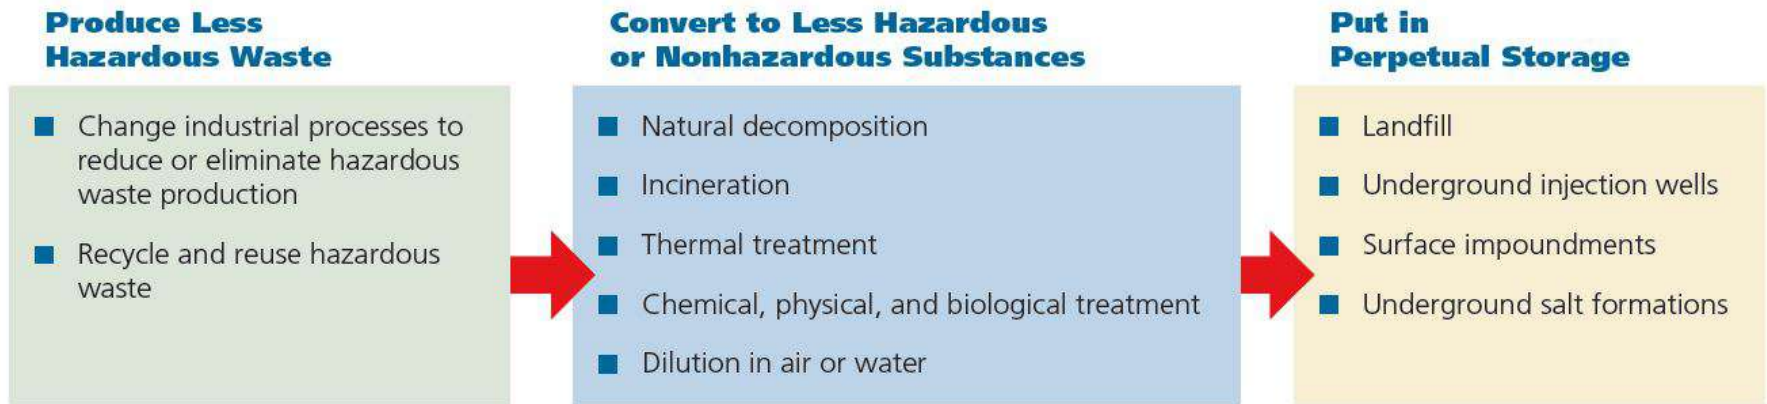 Produce Less
Hazardous Waste
Change industrial processes to
reduce or eliminate hazardous
waste production
Recycle and reuse hazardous
waste
Convert to Less Hazardous
or Nonhazardous Substances
Natural decomposition
Incineration
Thermal treatment
Chemical, physical, and biological treatment
Dilution in air or water
Put in
Perpetual Storage
Landfill
Underground injection wells
Surface impoundments
Underground salt formations